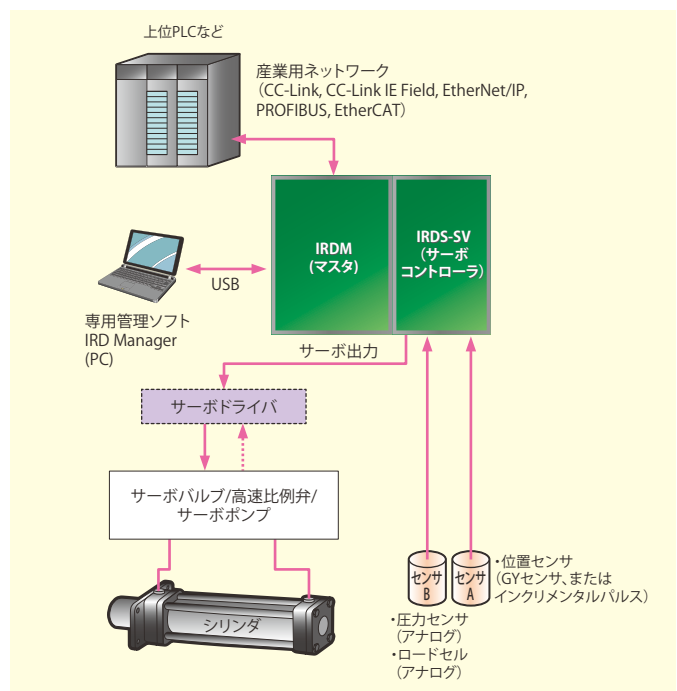 上位PLCなど
産業用ネットワーク
（CC-Link, CC-Link IE Field, EtherNet/IP,
PROFIBUS, EtherCAT）
IRDM
(マスタ)
IRDS-SV
（サーボ
コントローラ）
USB
専用管理ソフト
IRD Manager
(PC)
サーボ出力
サーボドライバ
サーボバルブ/高速比例弁/
サーボポンプ
シリンダ
センサ
B
センサ
A
・位置センサ
（GYセンサ、または
インクリメンタルパルス）
・圧力センサ
（アナログ）
・ロードセル
（アナログ）